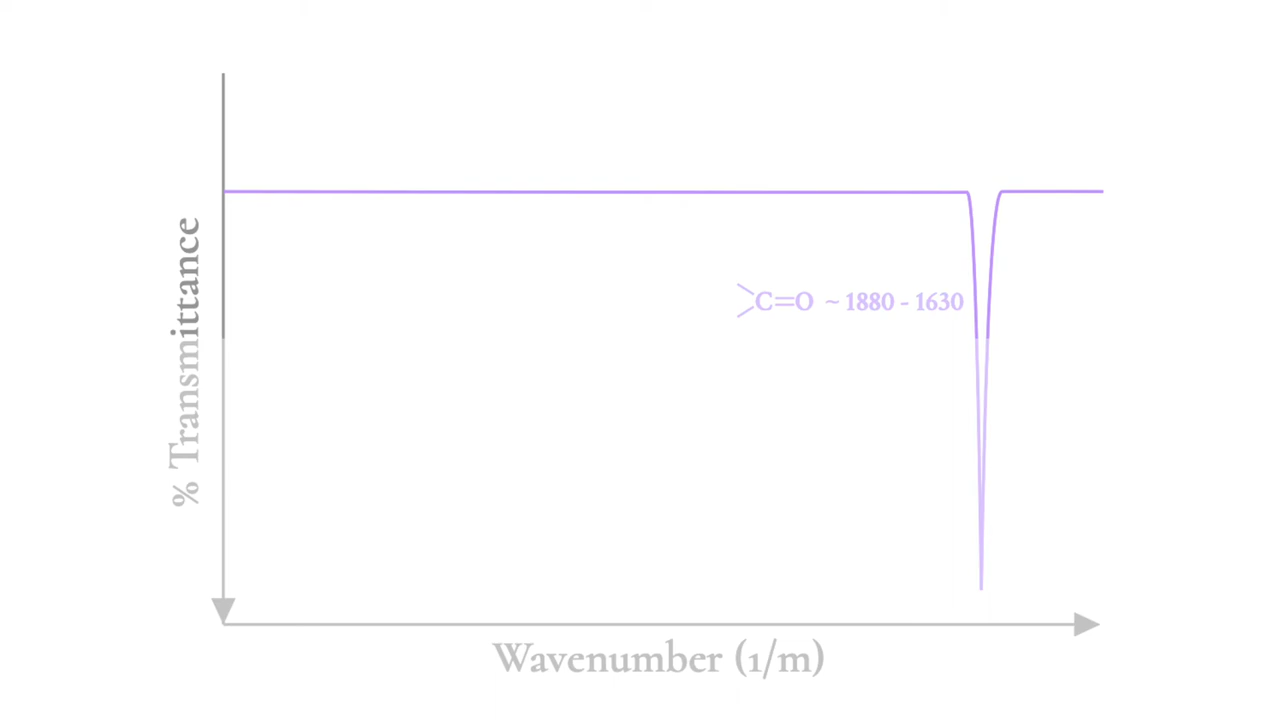 % Transmittance
C=O ~ 1880 - 1630
Wavenumber (1/m)